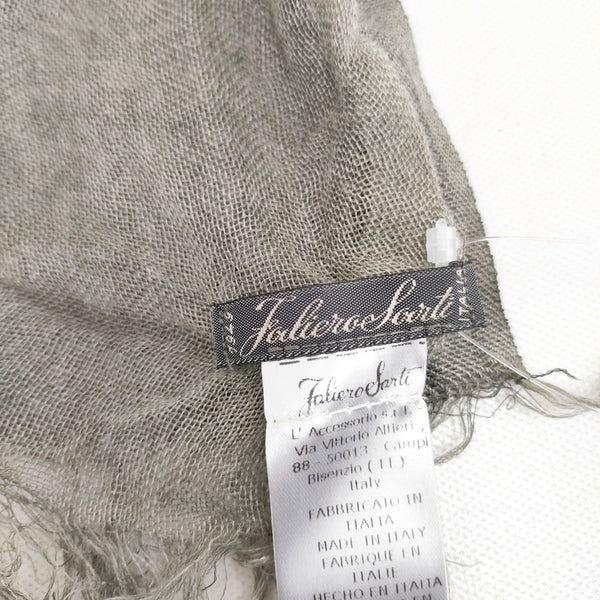 1949 Faliero Sarti ITALIA
Faliero Sarti
L' Accessorio s.r.l.
Via Vittorio Alfieri,
88 - 50013 - Campi
Bisenzio (FI)
Italy
FABBRICATO IN
ITALIA
MADE IN ITALY
FABRIQUE EN
ITALIE
HECHO EN ITALIA